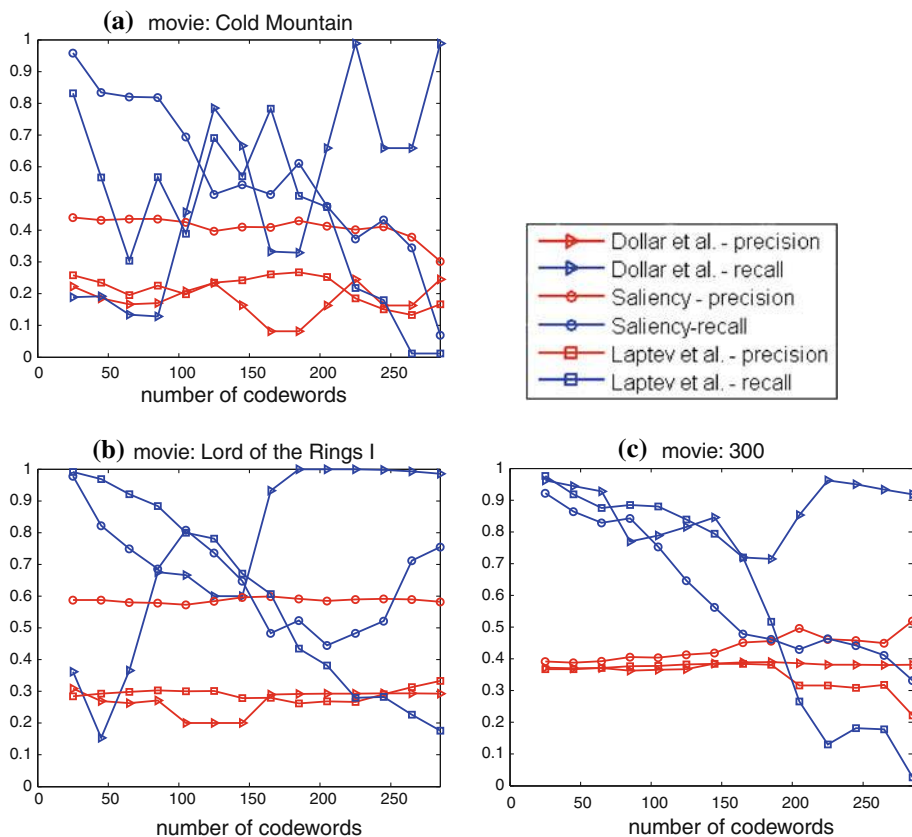 (a) movie: Cold Mountain
1
0.9
0.8
0.7
0.6
0.5
0.4
0.3
0.2
0.1
0
0 50 100 150 200 250
number of codewords
Dollar et al. - precision
Dollar et al. - recall
Saliency - precision
Saliency-recall
Laptev et al. - precision
Laptev et al. - recall
(b) movie: Lord of the Rings I
1
0.9
0.8
0.7
0.6
0.5
0.4
0.3
0.2
0.1
0
0 50 100 150 200 250
number of codewords
(c) movie: 300
1
0.9
0.8
0.7
0.6
0.5
0.4
0.3
0.2
0.1
0
0 50 100 150 200 250
number of codewords